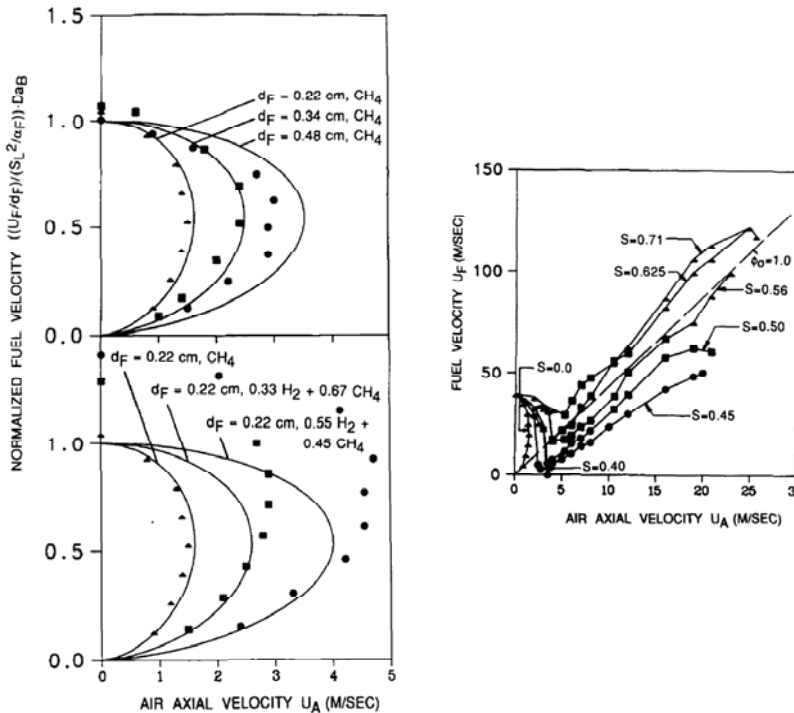 NORMALIZED FUEL VELOCITY ((U_F/d_F)/(S_L²/α_F))·Da_B
1.5
1.0
0.5
0.0
d_F – 0.22 cm, CH₄
d_F = 0.34 cm, CH₄
d_F = 0.48 cm, CH₄
1.0
0.5
0.0
d_F = 0.22 cm, CH₄
d_F = 0.22 cm, 0.33 H₂ + 0.67 CH₄
d_F = 0.22 cm, 0.55 H₂ +
0.45 CH₄
0 1 2 3 4 5
AIR AXIAL VELOCITY U_A (M/SEC)
FUEL VELOCITY U_F (M/SEC)
150
100
50
0
S=0.71
S=0.625
ϕ₀=1.0
S=0.56
S=0.50
S=0.0
S=0.45
S=0.40
0 5 10 15 20 25
AIR AXIAL VELOCITY U_A (M/SEC)